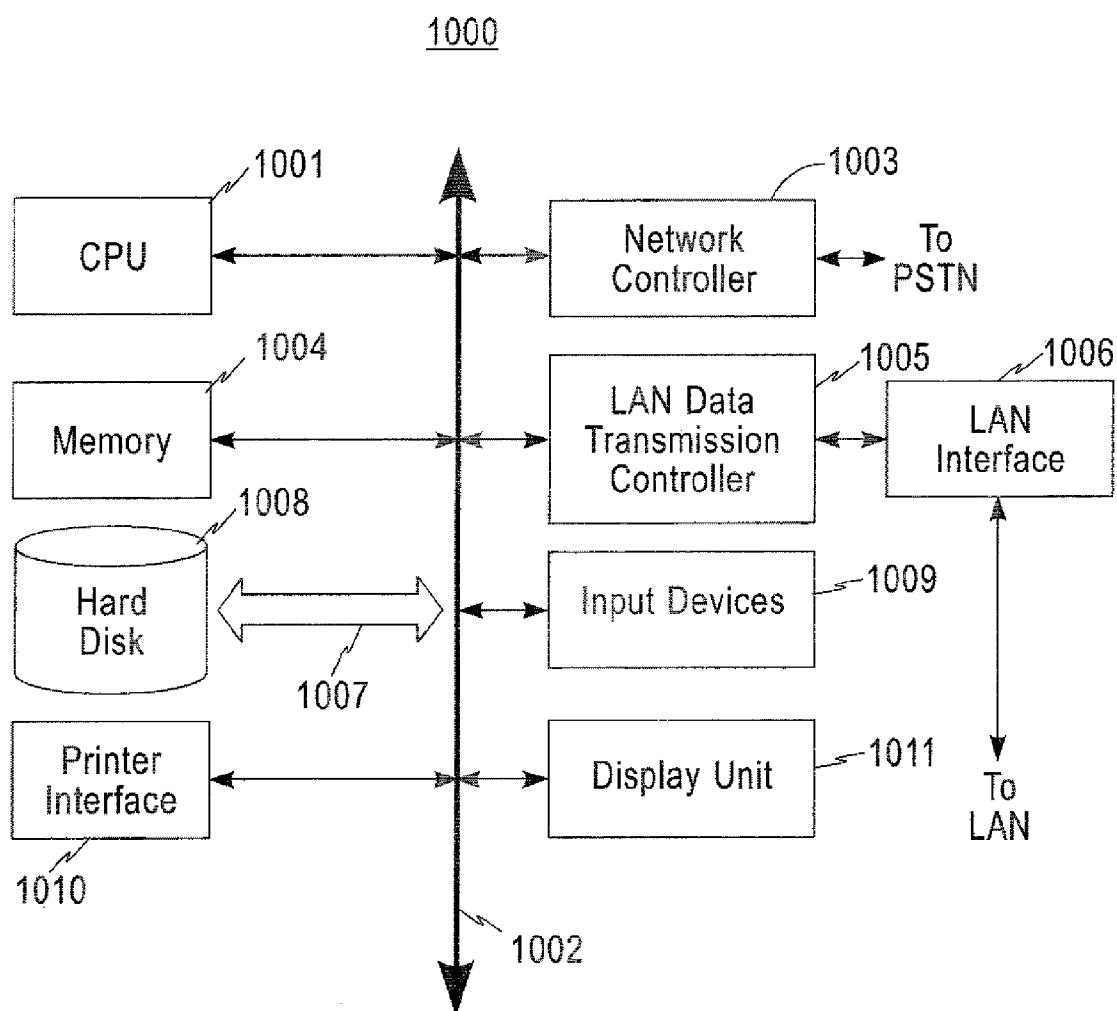 1000
1001
CPU
1003
Network
Controller
To
PSTN
1004
Memory
1005
LAN Data
Transmission
Controller
1006
LAN
Interface
1008
Hard
Disk
1007
1009
Input Devices
Printer
Interface
1010
1011
Display Unit
To
LAN
1002